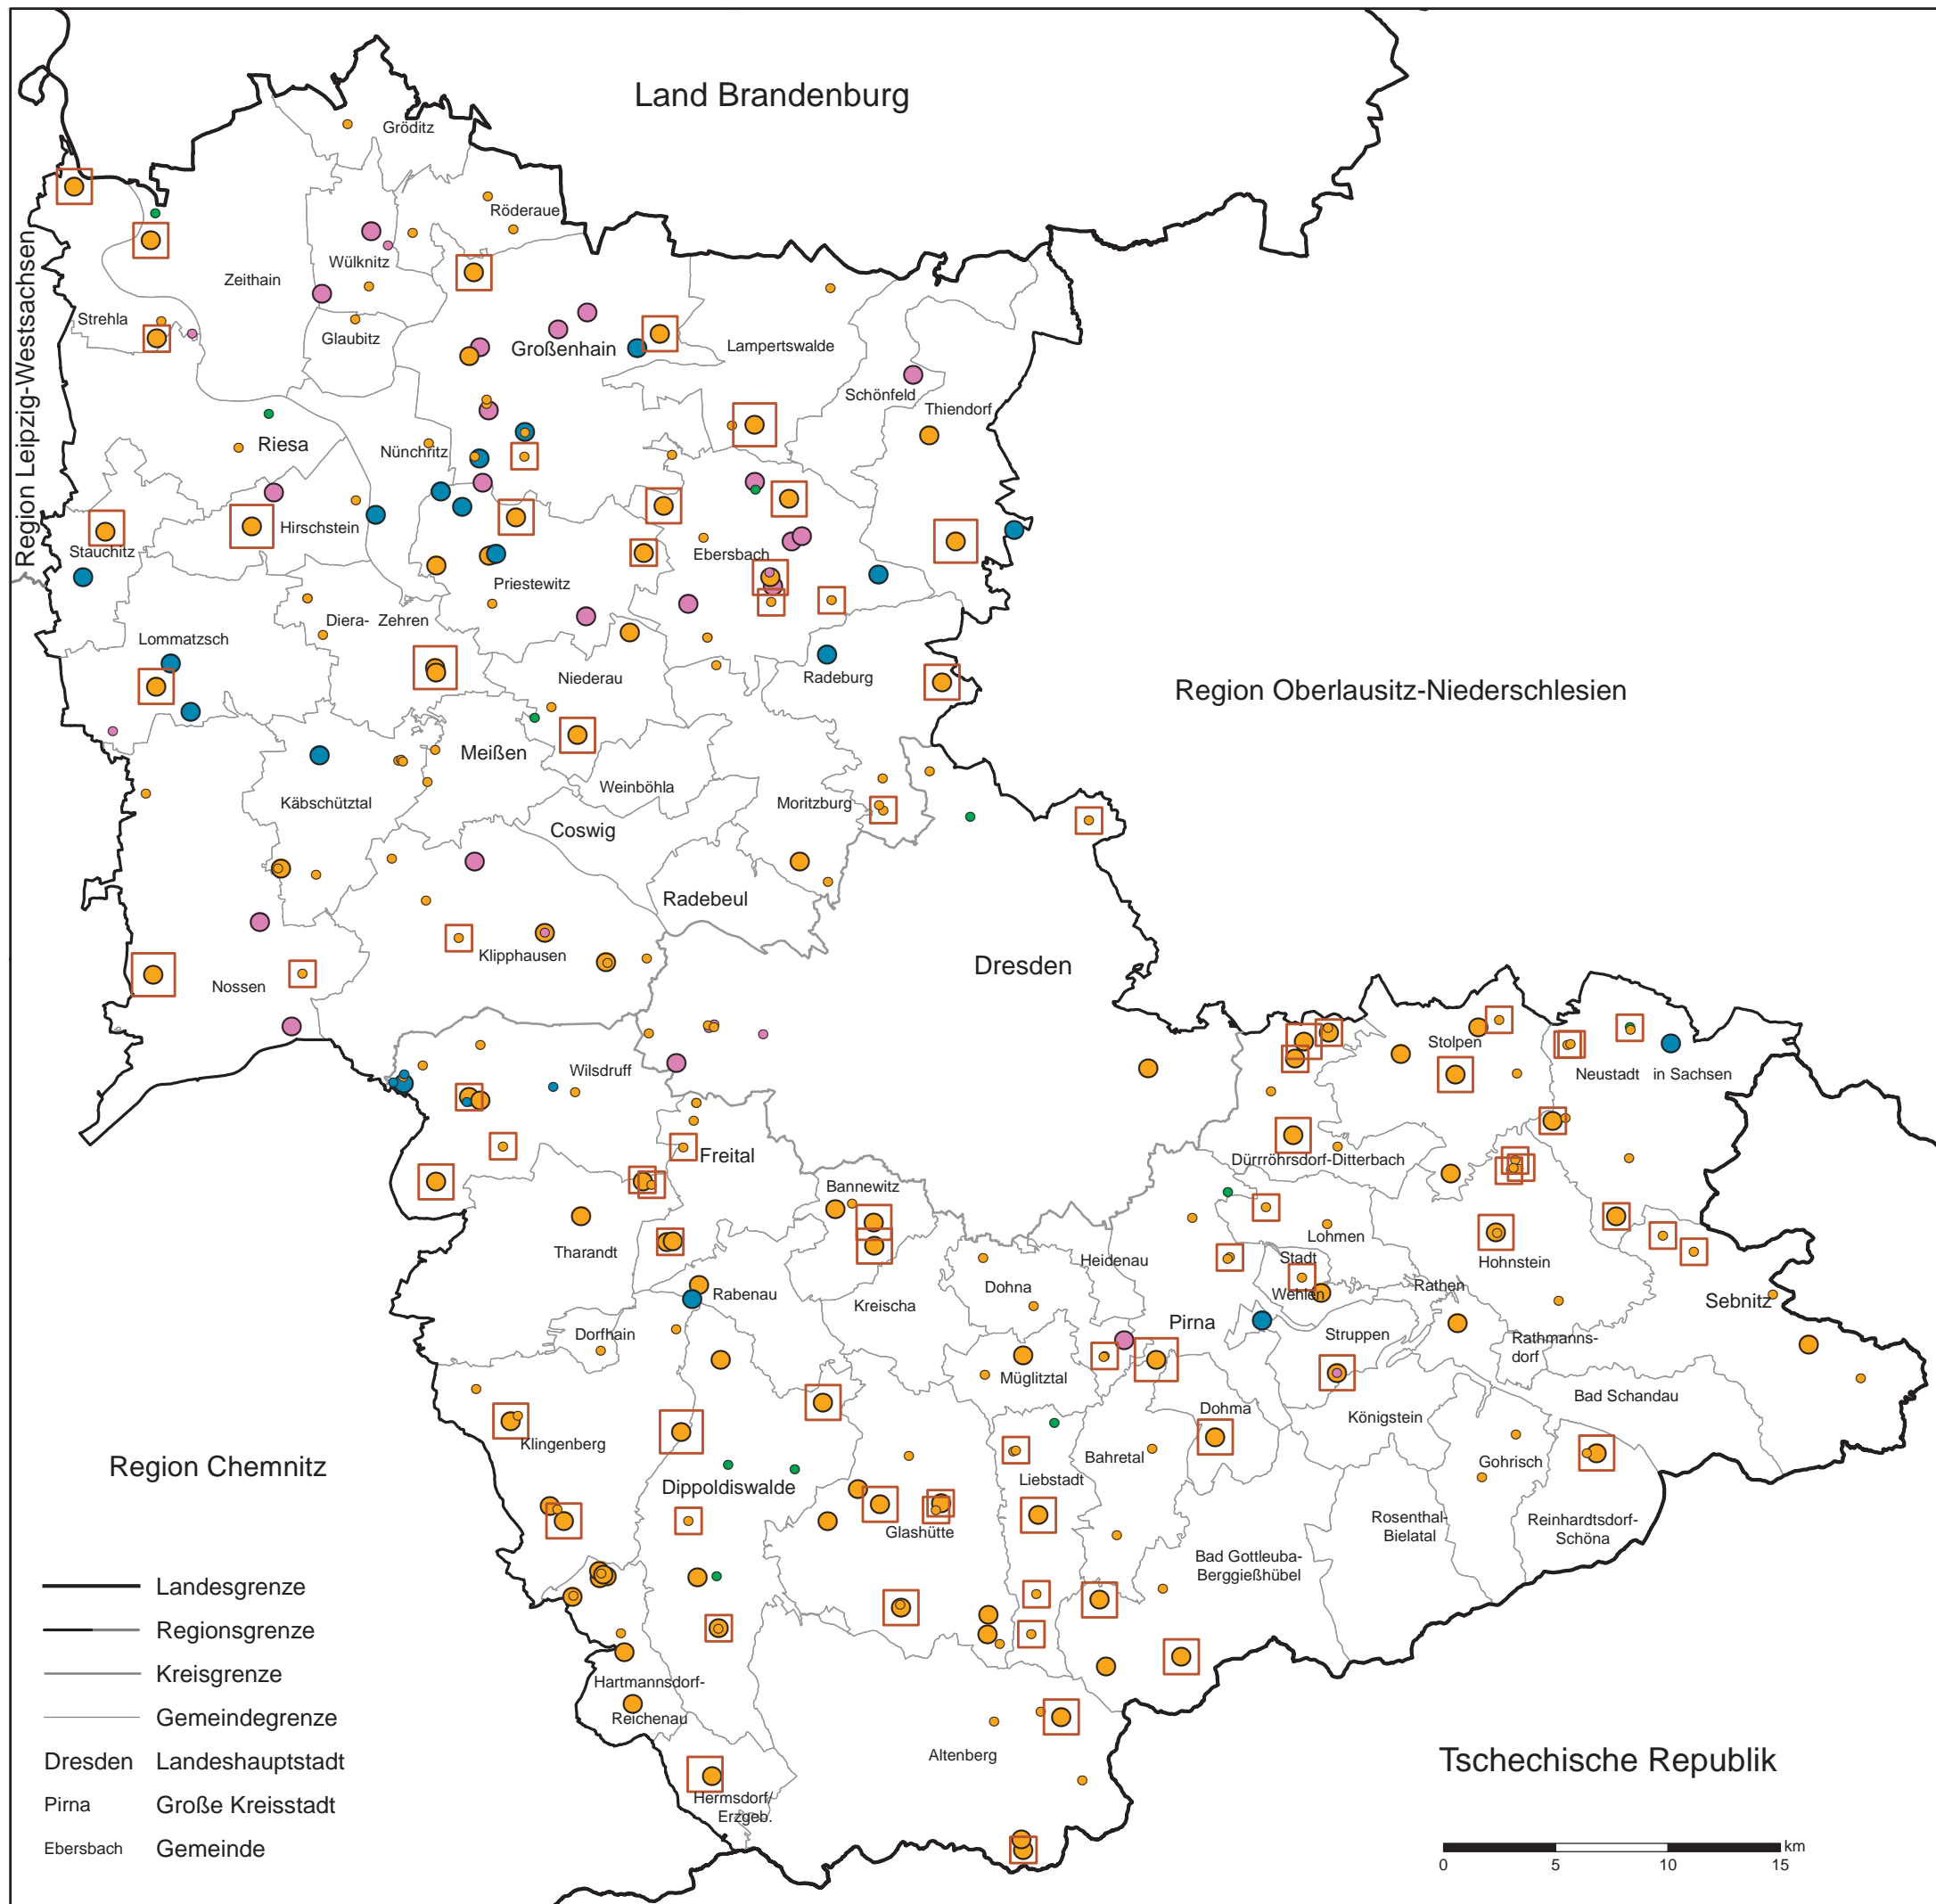 Land Brandenburg
Gröditz
Röderaue
Region Leipzig-Westsachsen
Wülknitz
Zeithain
Strehla
Glaubitz
Großenhain
Lampertswalde
Schönfeld
Thiendorf
Riesa
Nünchritz
Hirschstein
Stauchitz
Ebersbach
Priestewitz
Diera- Zehren
Lommatzsch
Niederau
Radeburg
Region Oberlausitz-Niederschlesien
Meißen
Weinböhla
Käbschütztal
Moritzburg
Coswig
Radebeul
Klipphausen
Dresden
Nossen
Stolpen
Wilsdruff
Neustadt in Sachsen
Freital
Dürrröhrsdorf-Ditterbach
Bannewitz
Lohmen
Tharandt
Heidenau
Stadt
Wehlen
Hohnstein
Dohna
Rathen
Rabenau
Kreischa
Sebnitz
Pirna
Dorfhain
Struppen
Rathmanns-
dorf
Müglitztal
Bad Schandau
Dohma
Königstein
Klingenberg
Bahretal
Gohrisch
Region Chemnitz
Liebstadt
Dippoldiswalde
Glashütte
Rosenthal-
Bielatal
Reinhardtsdorf-
Schöna
Bad Gottleuba-
Berggießhübel
Hartmannsdorf-
Reichenau
Altenberg
Hermsdorf/
Erzgeb.
Tschechische Republik
Landesgrenze
Regionsgrenze
Kreisgrenze
Gemeindegrenze
Dresden Landeshauptstadt
Pirna Große Kreisstadt
Ebersbach Gemeinde
km
0 5 10 15